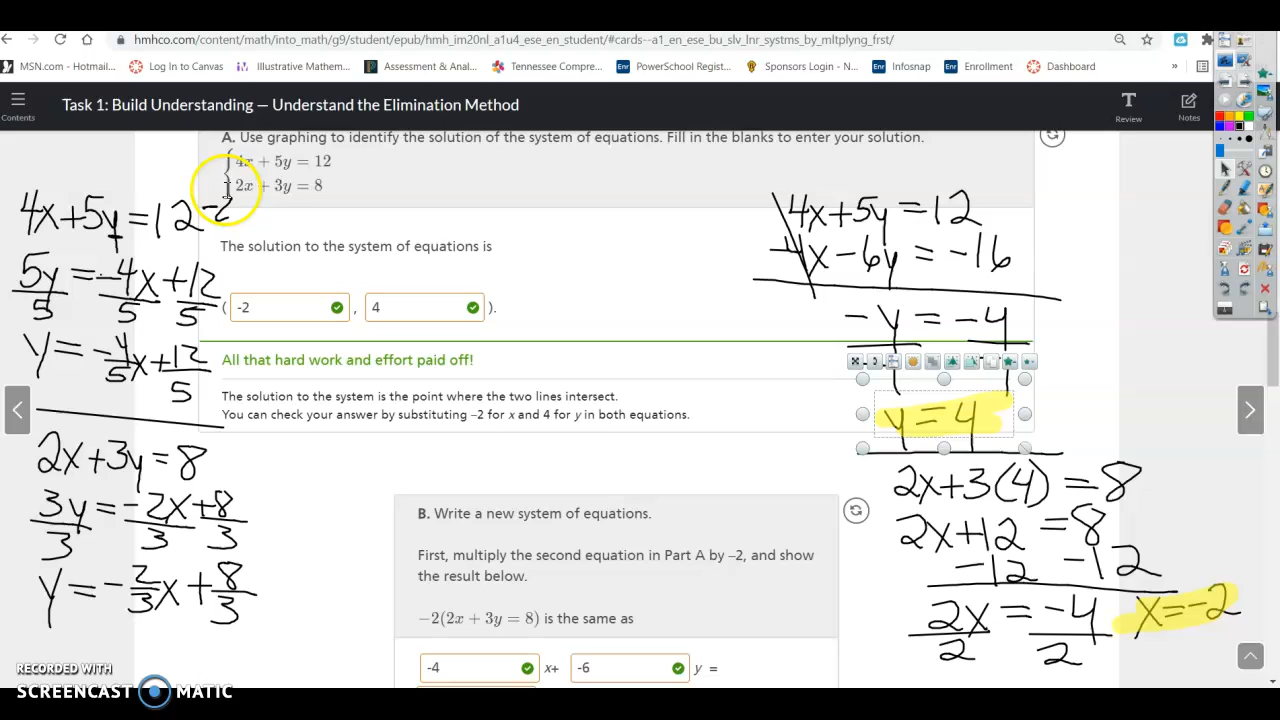 hmhco.com/content/math/into_math/g9/student/epub/hmh_im20nl_a1u4_ese_en_student/#cards--a1_en_ese_bu_slv_lnr_systms_by_mltplyng_frst/
MSN.com - Hotmail...
Log In to Canvas
Illustrative Mathem...
Assessment & Anal...
Tennessee Compre...
PowerSchool Regist...
Sponsors Login - N...
Infosnap
Enrollment
Dashboard
»
Contents
Task 1: Build Understanding — Understand the Elimination Method
Review
Notes
A. Use graphing to identify the solution of the system of equations. Fill in the blanks to enter your solution.
4x + 5y = 12
2x + 3y = 8
The solution to the system of equations is
( -2 , 4 ).
All that hard work and effort paid off!
The solution to the system is the point where the two lines intersect.
You can check your answer by substituting –2 for x and 4 for y in both equations.
B. Write a new system of equations.
First, multiply the second equation in Part A by –2, and show
the result below.
−2(2x + 3y = 8) is the same as
-4 x+ -6 y =
4x+5y=12
5y/5 = -4x/5 + 12/5
y = -4/5x + 12/5
2x+3y=8
3y/3 = -2x/3 + 8/3
y = -2/3x + 8/3
-2
4x+5y=12
-4x-6y=-16
-y = -4
y=4
2x+3(4)=8
2x+12=8
-12 -12
2x/2 = -4/2
x=-2
RECORDED WITH
SCREENCAST MATIC